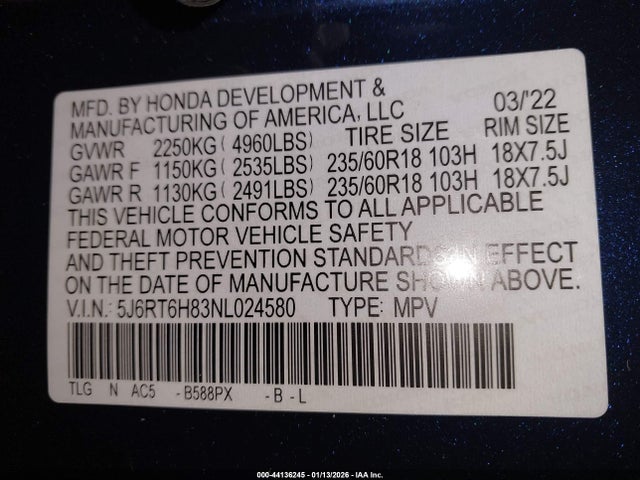 MFD. BY HONDA DEVELOPMENT &
MANUFACTURING OF AMERICA, LLC 03/'22
GVWR 2250KG ( 4960LBS) TIRE SIZE RIM SIZE
GAWR F 1150KG ( 2535LBS) 235/60R18 103H 18X7.5J
GAWR R 1130KG ( 2491LBS) 235/60R18 103H 18X7.5J
THIS VEHICLE CONFORMS TO ALL APPLICABLE
FEDERAL MOTOR VEHICLE SAFETY
AND THEFT PREVENTION STANDARDS IN EFFECT
ON THE DATE OF MANUFACTURE SHOWN ABOVE.
V.I.N.: 5J6RT6H83NL024580 TYPE: MPV
TLG N AC5 -B588PX -B-L
000-44136245 - 01/13/2026 - IAA Inc.